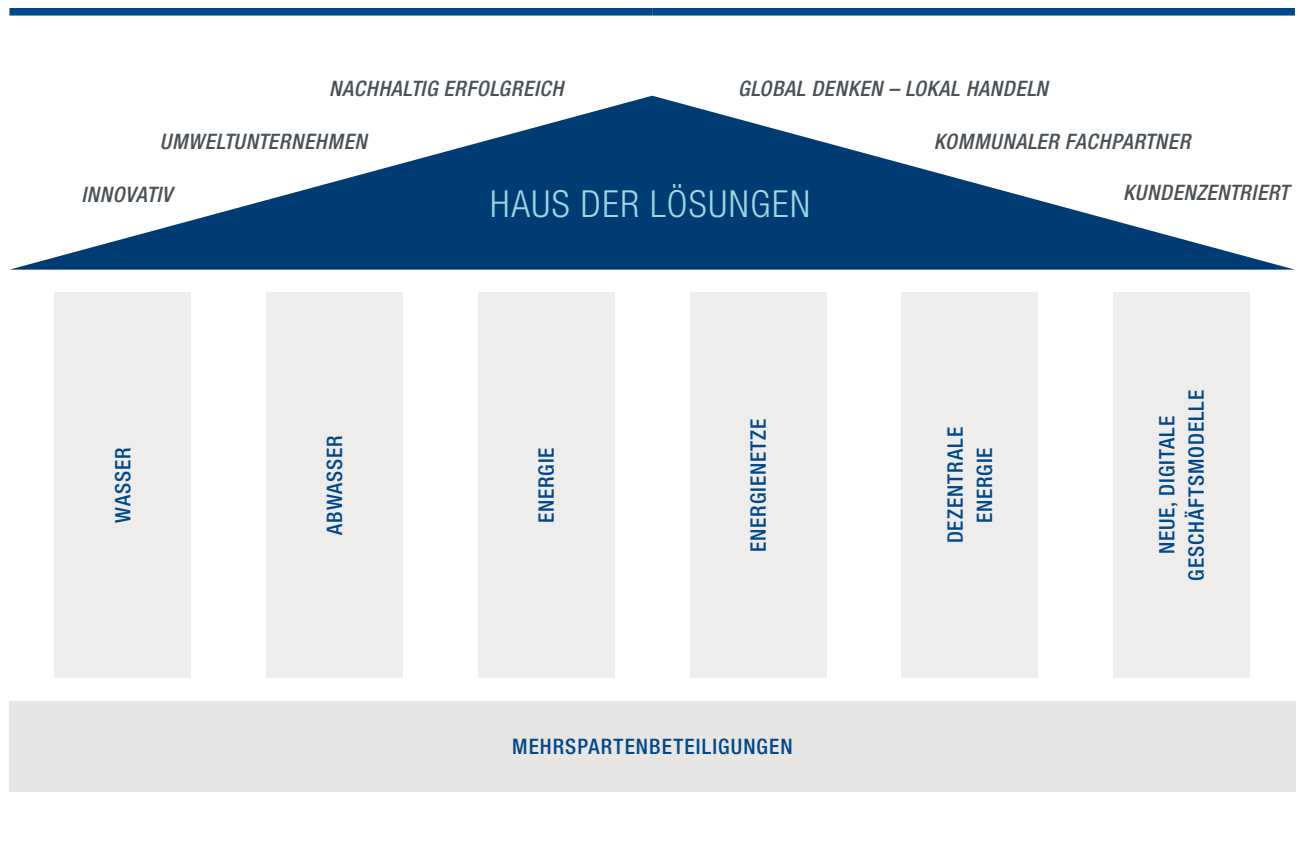 NACHHALTIG ERFOLGREICH
GLOBAL DENKEN – LOKAL HANDELN
UMWELTUNTERNEHMEN
KOMMUNALER FACHPARTNER
INNOVATIV
KUNDENZENTRIERT
HAUS DER LÖSUNGEN
WASSER
ABWASSER
ENERGIE
ENERGIENETZE
DEZENTRALE
ENERGIE
NEUE, DIGITALE
GESCHÄFTSMODELLE
MEHRSPARTENBETEILIGUNGEN